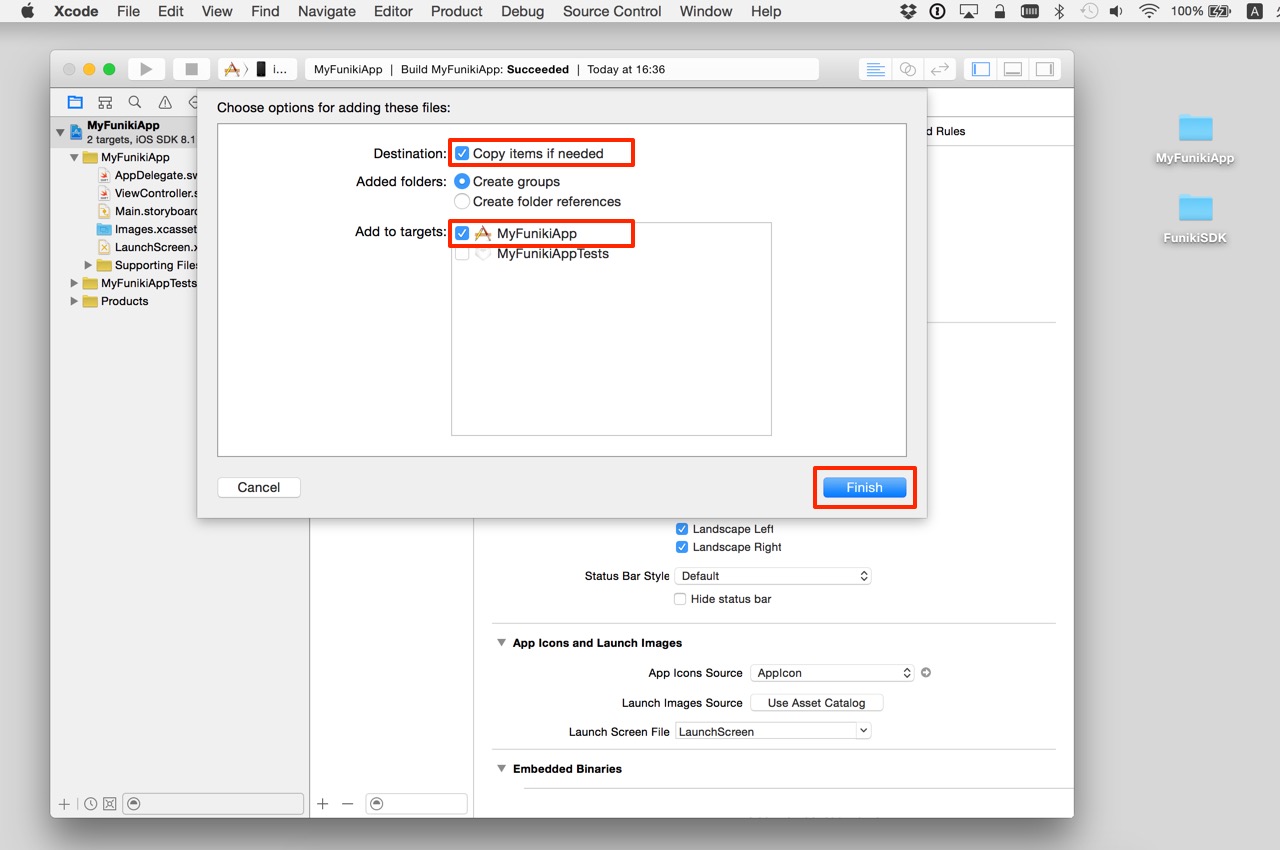 Xcode File Edit View Find Navigate Editor Product Debug Source Control Window Help 100% A
i... MyFunikiApp | Build MyFunikiApp: Succeeded | Today at 16:36
Choose options for adding these files:
MyFunikiApp
2 targets, iOS SDK 8.1
MyFunikiApp
AppDelegate.sw
ViewController.s
Main.storyboard
Images.xcasset
LaunchScreen.x
Supporting Files
MyFunikiAppTests
Products
Destination: Copy items if needed
Added folders: Create groups
Create folder references
Add to targets: MyFunikiApp
MyFunikiAppTests
Cancel Finish
d Rules
MyFunikiApp
FunikiSDK
Landscape Left
Landscape Right
Status Bar Style Default
Hide status bar
App Icons and Launch Images
App Icons Source AppIcon
Launch Images Source Use Asset Catalog
Launch Screen File LaunchScreen
Embedded Binaries